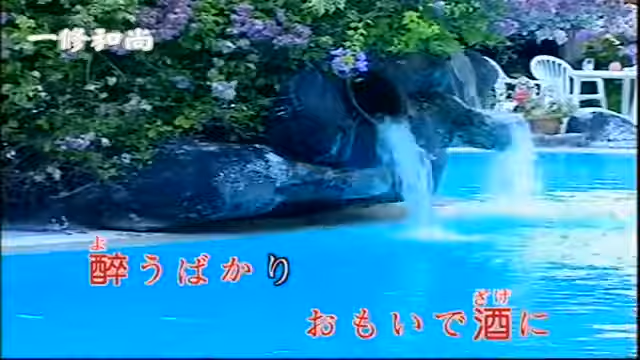 一修和尚
よ
酔うばかり
ざけ
おもいで酒に